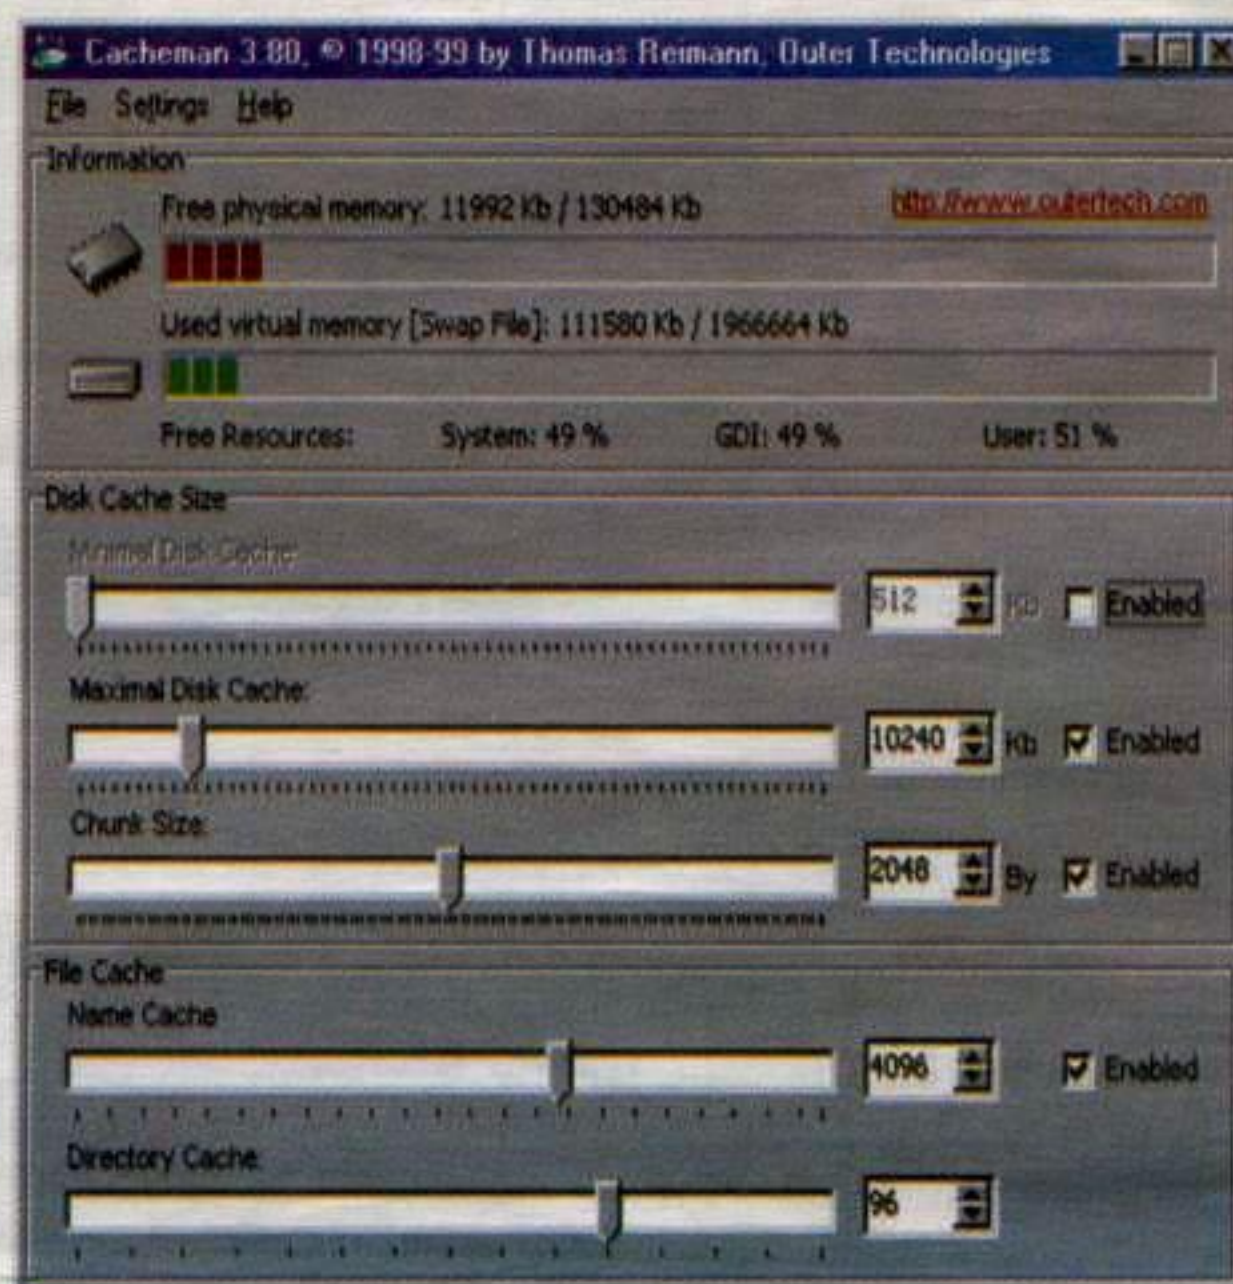 Cacheman 3.80, © 1998-99 by Thomas Reimann, Outer Technologies
File Settings Help
Information
Free physical memory: 11992 Kb / 130484 Kb
http://www.outertech.com
Used virtual memory [Swap File]: 111580 Kb / 1966664 Kb
Free Resources: System: 49 % GDI: 49 % User: 51 %
Disk Cache Size
Minimal Disk Cache:
512 Kb Enabled
Maximal Disk Cache:
10240 Kb Enabled
Chunk Size:
2048 By Enabled
File Cache
Name Cache
4096 Enabled
Directory Cache
96